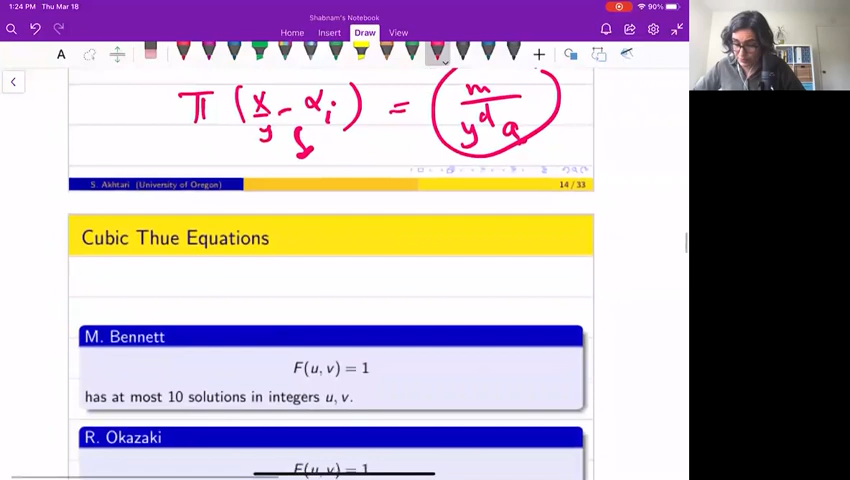 1:24 PM Thu Mar 18
90%
Shabnam's Notebook
Home Insert Draw View
A
π (x/y - αi) = m/(y^d a)
S. Akhtari (University of Oregon) 14 / 33
Cubic Thue Equations
M. Bennett
F(u, v) = 1
has at most 10 solutions in integers u, v.
R. Okazaki
F(u, v) = 1